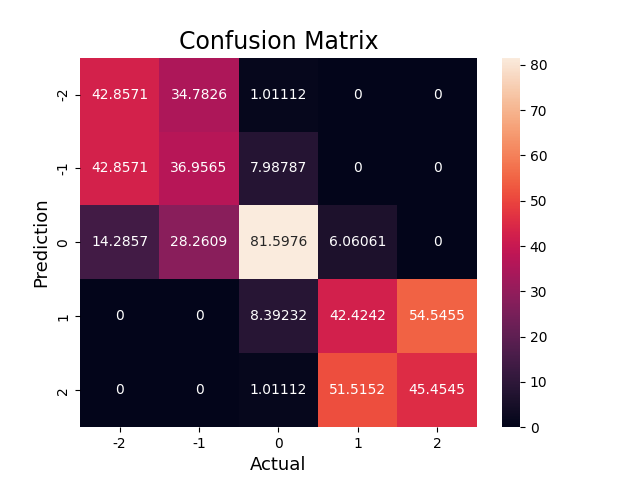 Confusion Matrix
-2 42.8571 34.7826 1.01112 0 0
-1 42.8571 36.9565 7.98787 0 0
0 14.2857 28.2609 81.5976 6.06061 0
1 0 0 8.39232 42.4242 54.5455
2 0 0 1.01112 51.5152 45.4545
-2 -1 0 1 2
Prediction
Actual
80
70
60
50
40
30
20
10
0